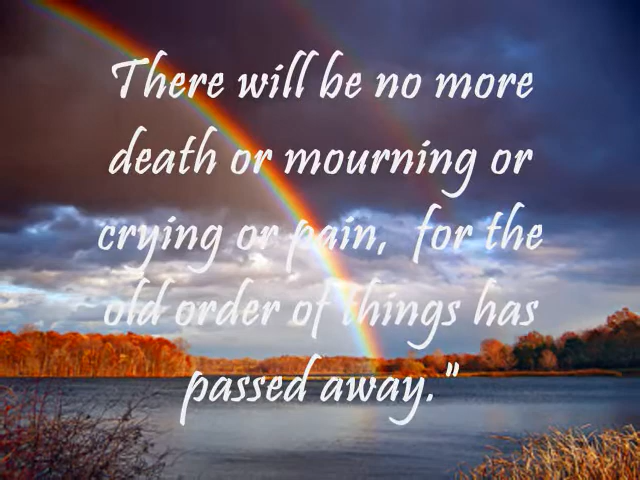 There will be no more
death or mourning or
crying or pain, for the
old order of things has
passed away."